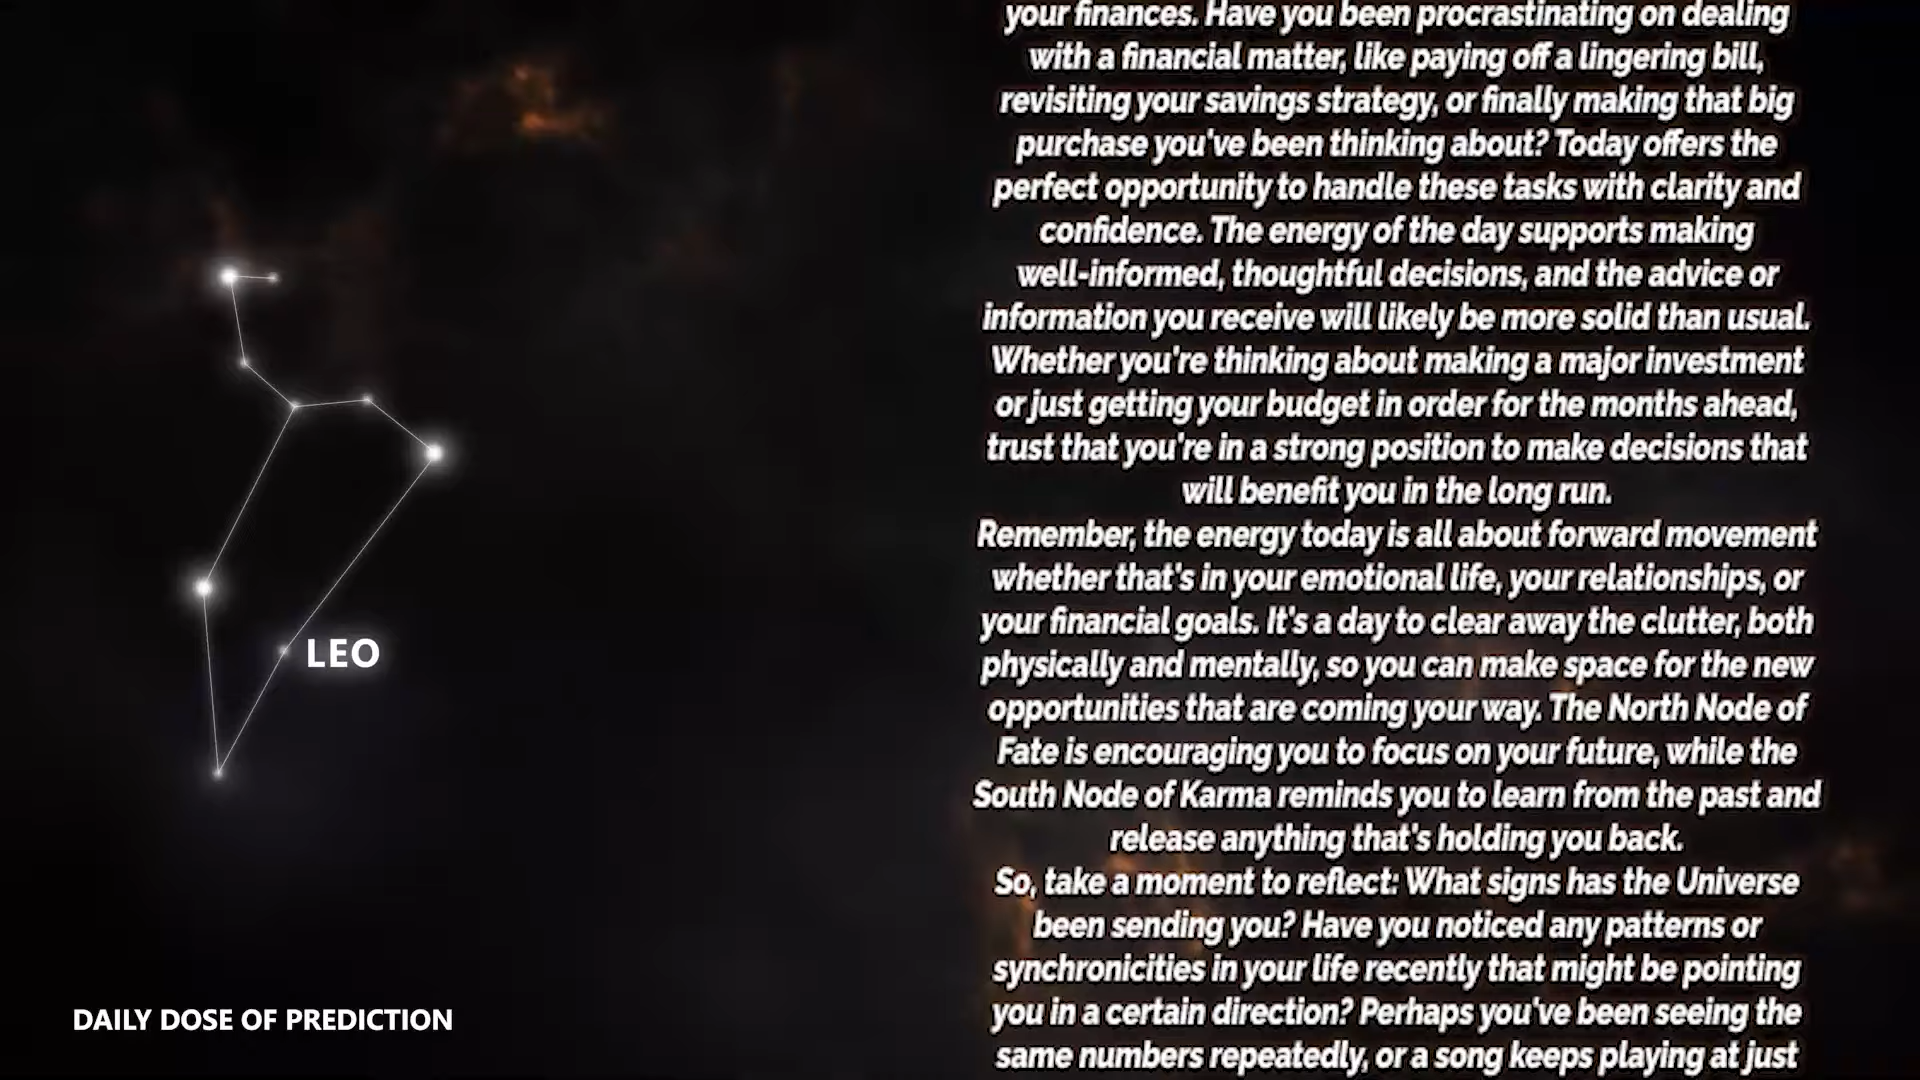 your finances. Have you been procrastinating on dealing
with a financial matter, like paying off a lingering bill,
revisiting your savings strategy, or finally making that big
purchase you've been thinking about? Today offers the
perfect opportunity to handle these tasks with clarity and
confidence. The energy of the day supports making
well-informed, thoughtful decisions, and the advice or
information you receive will likely be more solid than usual.
Whether you're thinking about making a major investment
or just getting your budget in order for the months ahead,
trust that you're in a strong position to make decisions that
will benefit you in the long run.
Remember, the energy today is all about forward movement
whether that's in your emotional life, your relationships, or
your financial goals. It's a day to clear away the clutter, both
physically and mentally, so you can make space for the new
opportunities that are coming your way. The North Node of
Fate is encouraging you to focus on your future, while the
South Node of Karma reminds you to learn from the past and
release anything that's holding you back.
So, take a moment to reflect: What signs has the Universe
been sending you? Have you noticed any patterns or
synchronicities in your life recently that might be pointing
you in a certain direction? Perhaps you've been seeing the
same numbers repeatedly, or a song keeps playing at just
LEO
DAILY DOSE OF PREDICTION